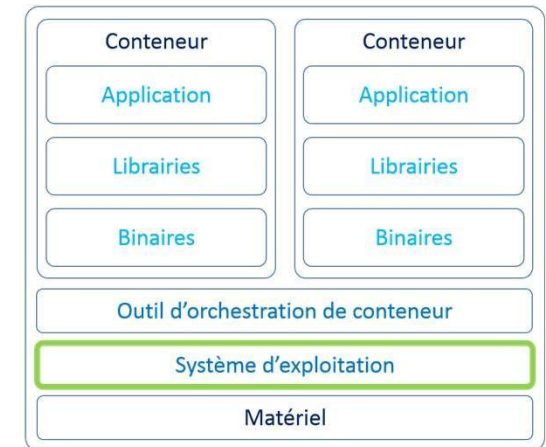 Conteneur
Application
Librairies
Binaires
Conteneur
Application
Librairies
Binaires
Outil d’orchestration de conteneur
Système d’exploitation
Matériel